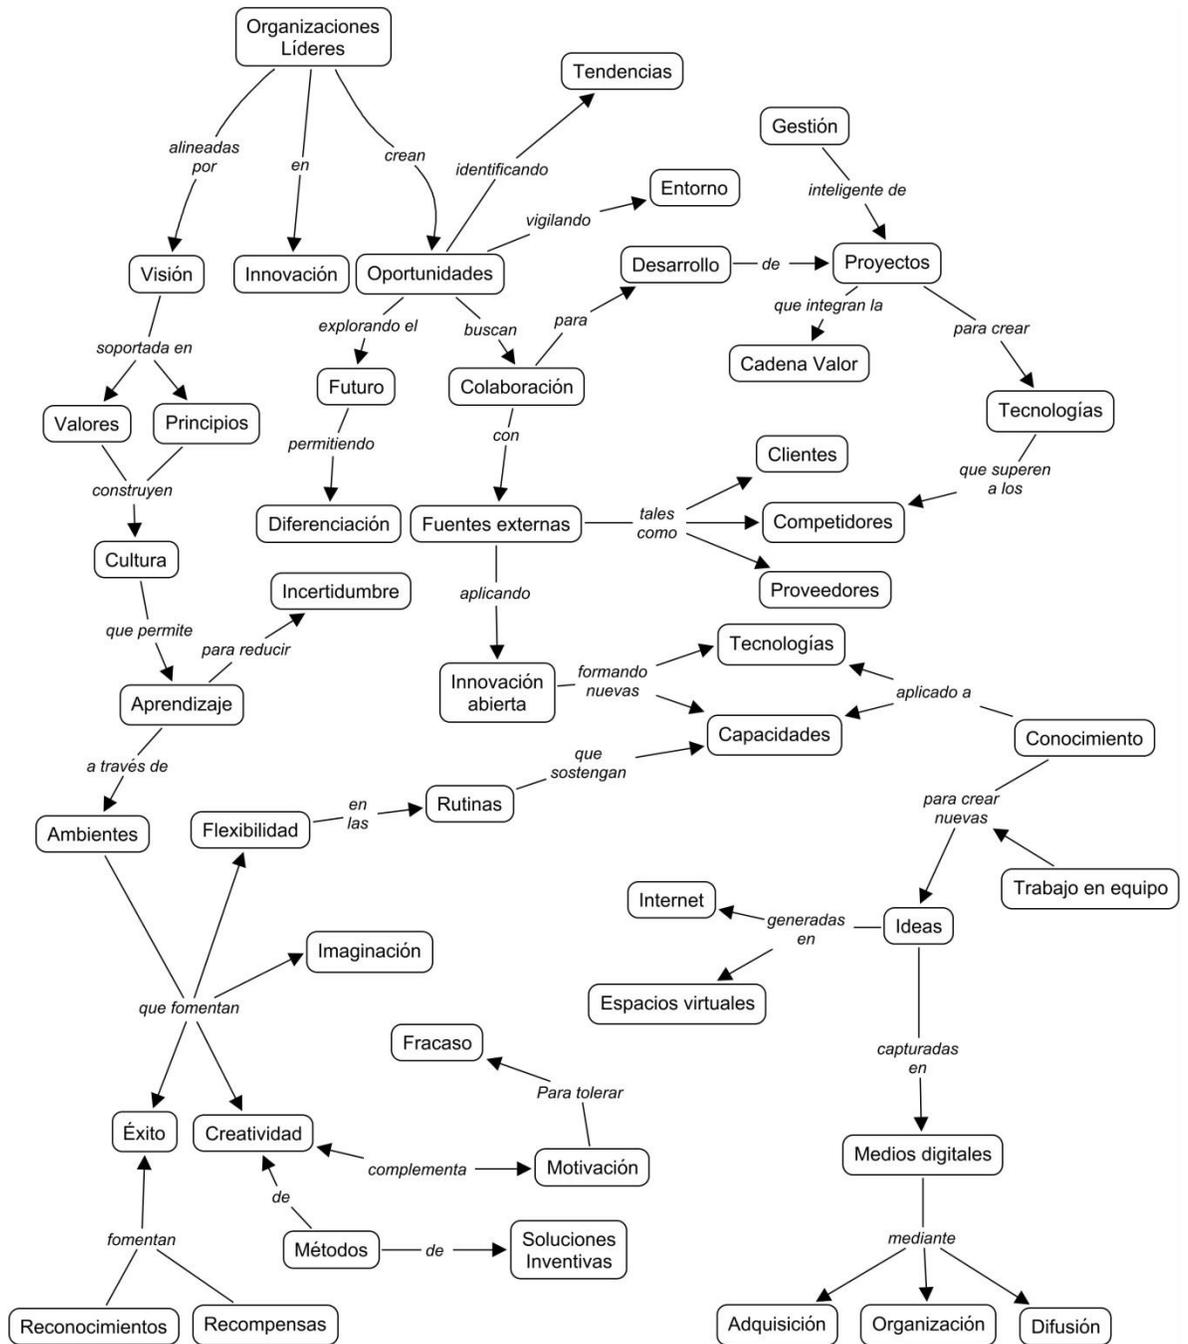 Organizaciones
Líderes
Tendencias
Gestión
alineadas
por
en
crean
identificando
inteligente de
Entorno
vigilando
Visión
Innovación
Oportunidades
Desarrollo
de
Proyectos
explorando el
buscan
para
que integran la
para crear
soportada en
Futuro
Colaboración
Cadena Valor
Valores
Principios
Tecnologías
permitiendo
con
Clientes
que superen
a los
construyen
Diferenciación
Fuentes externas
tales
como
Competidores
Cultura
Incertidumbre
aplicando
Proveedores
que permite
para reducir
Tecnologías
Innovación
abierta
formando
nuevas
aplicado a
Aprendizaje
Capacidades
Conocimiento
a través de
que
sostengan
Ambientes
Flexibilidad
en
las
Rutinas
para crear
nuevas
Trabajo en equipo
Internet
generadas
en
Ideas
Imaginación
Espacios virtuales
que fomentan
Fracaso
capturadas
en
Para tolerar
Éxito
Creatividad
complementa
Motivación
Medios digitales
de
fomentan
Métodos
de
Soluciones
Inventivas
mediante
Reconocimientos
Recompensas
Adquisición
Organización
Difusión